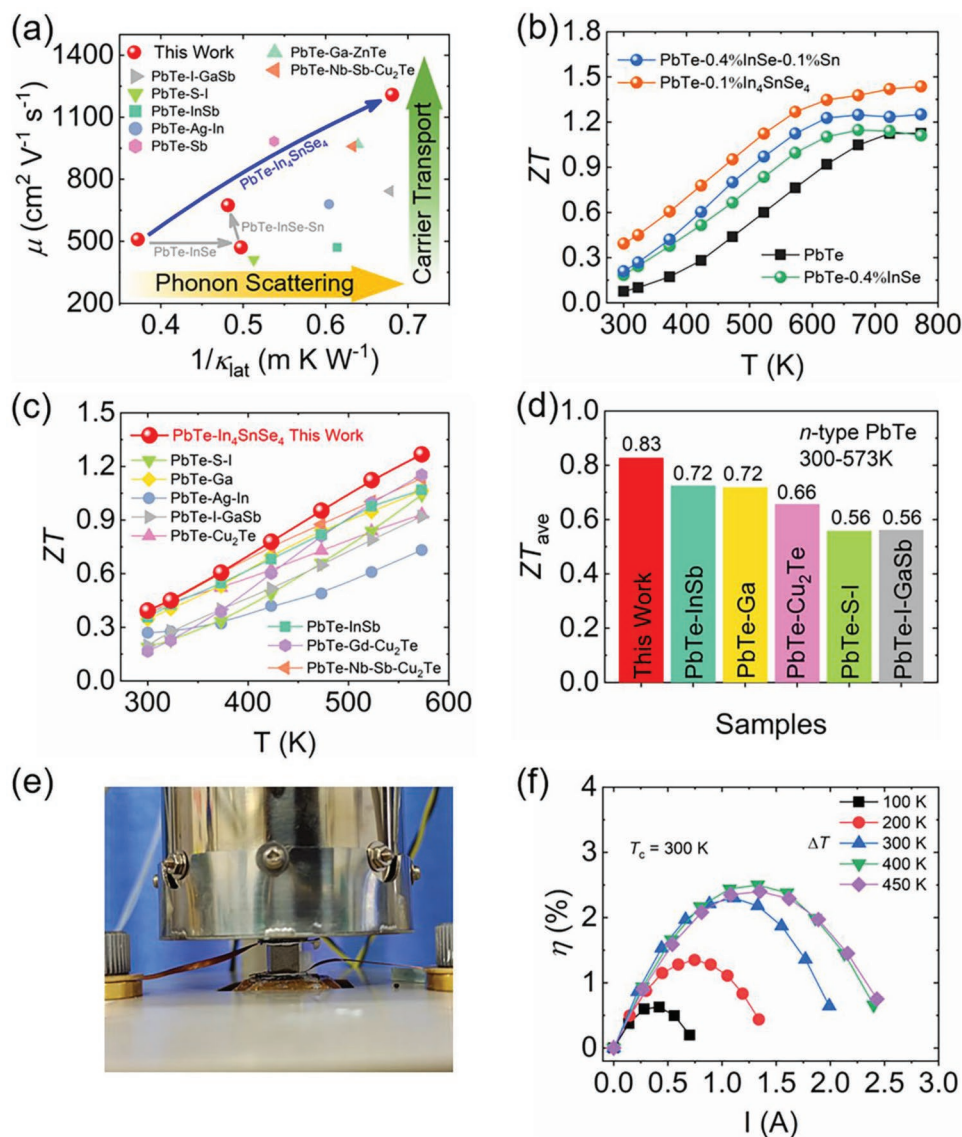 (a)
1400
1100
800
500
200
μ (cm² V⁻¹ s⁻¹)
This Work
PbTe-I-GaSb
PbTe-S-I
PbTe-InSb
PbTe-Ag-In
PbTe-Sb
PbTe-Ga-ZnTe
PbTe-Nb-Sb-Cu₂Te
PbTe-In₄SnSe₄
PbTe-InSe-Sn
PbTe-InSe
Phonon Scattering
Carrier Transport
0.4 0.5 0.6 0.7
1/κlat (m K W⁻¹)
(b)
1.8
1.5
1.2
0.9
0.6
0.3
0.0
ZT
PbTe-0.4%InSe-0.1%Sn
PbTe-0.1%In₄SnSe₄
PbTe
PbTe-0.4%InSe
300 400 500 600 700 800
T (K)
(c)
1.5
1.2
0.9
0.6
0.3
0.0
ZT
PbTe-In₄SnSe₄ This Work
PbTe-S-I
PbTe-Ga
PbTe-Ag-In
PbTe-I-GaSb
PbTe-Cu₂Te
PbTe-InSb
PbTe-Gd-Cu₂Te
PbTe-Nb-Sb-Cu₂Te
300 400 500 600
T (K)
(d)
1.0
0.8
0.6
0.4
0.2
0.0
ZTave
n-type PbTe
300-573K
0.83
0.72
0.72
0.66
0.56
0.56
This Work
PbTe-InSb
PbTe-Ga
PbTe-Cu₂Te
PbTe-S-I
PbTe-I-GaSb
Samples
(e)
(f)
4
3
2
1
0
η (%)
Tc = 300 K
ΔT
100 K
200 K
300 K
400 K
450 K
0.0 0.5 1.0 1.5 2.0 2.5 3.0
I (A)